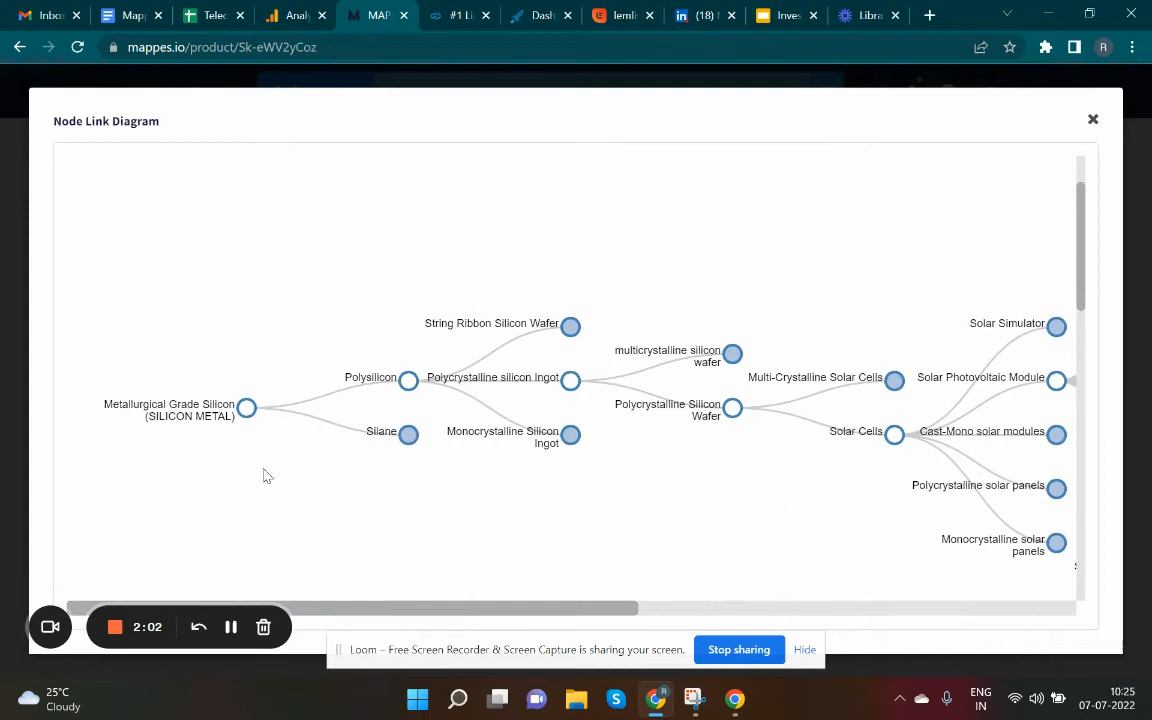 Inbox
Mapp
Telec
Analy
MAP
#1 Li
Dash
lemli
(18)
Inves
Libra
mappes.io/product/Sk-eWV2yCoz
R
Node Link Diagram
String Ribbon Silicon Wafer
Solar Simulator
multicrystalline silicon
wafer
Polysilicon
Polycrystalline silicon Ingot
Multi-Crystalline Solar Cells
Solar Photovoltaic Module
Metallurgical Grade Silicon
(SILICON METAL)
Polycrystalline Silicon
Wafer
Silane
Monocrystalline Silicon
Ingot
Solar Cells
Cast-Mono solar modules
Polycrystalline solar panels
Monocrystalline solar
panels
2:02
Loom – Free Screen Recorder & Screen Capture is sharing your screen.
Stop sharing
Hide
25°C
Cloudy
ENG
IN
10:25
07-07-2022